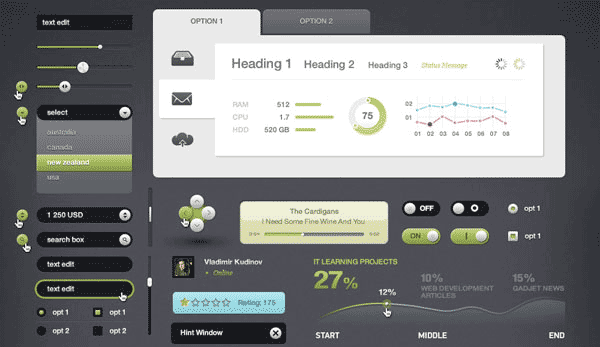 text edit
select
australia
canada
new zealand
usa
1 250 USD
search box
text edit
text edit
opt 1
opt 1
opt 2
opt 2
OPTION 1
OPTION 2
Heading 1
Heading 2
Heading 3
Status Message
RAM 512
CPU 1.7
HDD 520 GB
75
02
01
01 02 03 04 05 06 07 08
The Cardigans
I Need Some Fine Wine And You
OFF
ON
opt 1
opt 1
Vladimir Kudinov
Online
Rating: 175
Hint Window
IT LEARNING PROJECTS
27%
12%
10%
WEB DEVELOPMENT
ARTICLES
15%
GADJET NEWS
START
MIDDLE
END